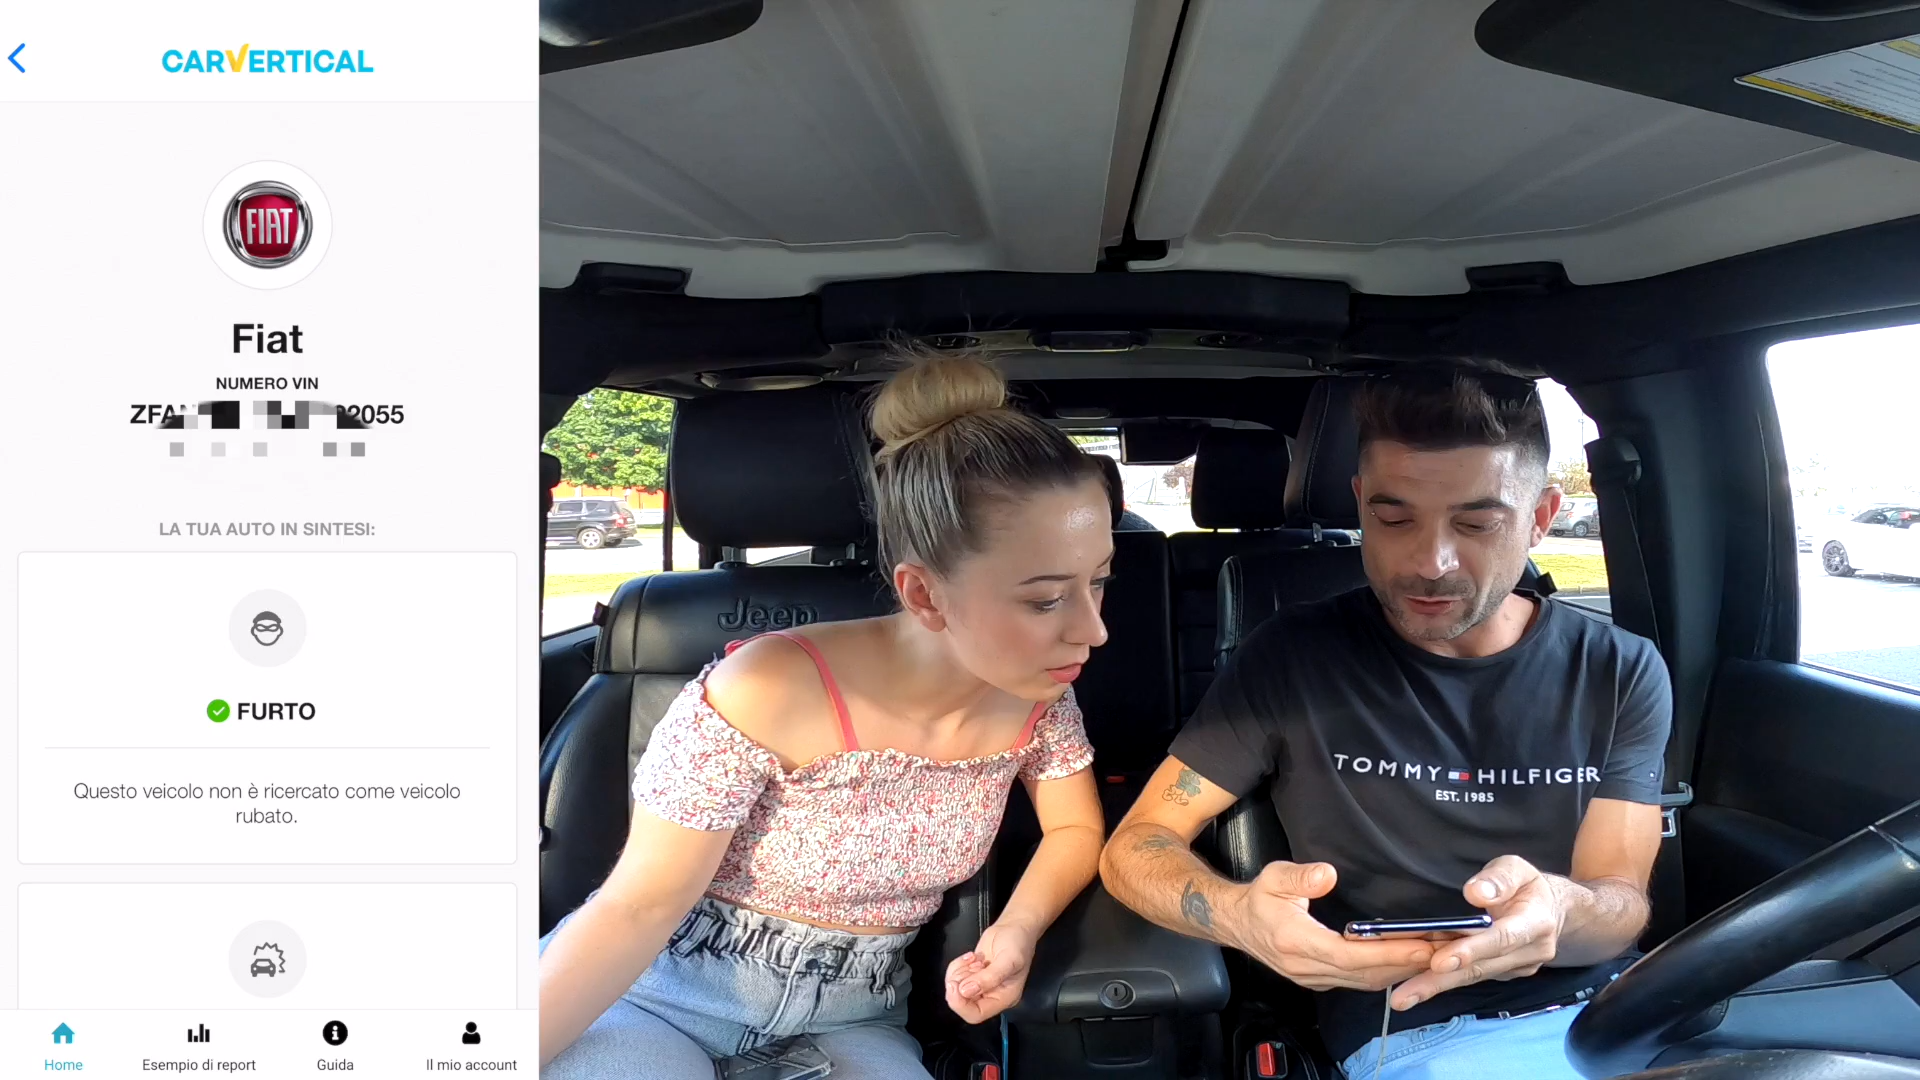 CARVERTICAL
FIAT
Fiat
NUMERO VIN
LA TUA AUTO IN SINTESI:
FURTO
Questo veicolo non è ricercato come veicolo
rubato.
Home
Esempio di report
Guida
Il mio account
Jeep
TOMMY HILFIGER
EST. 1985